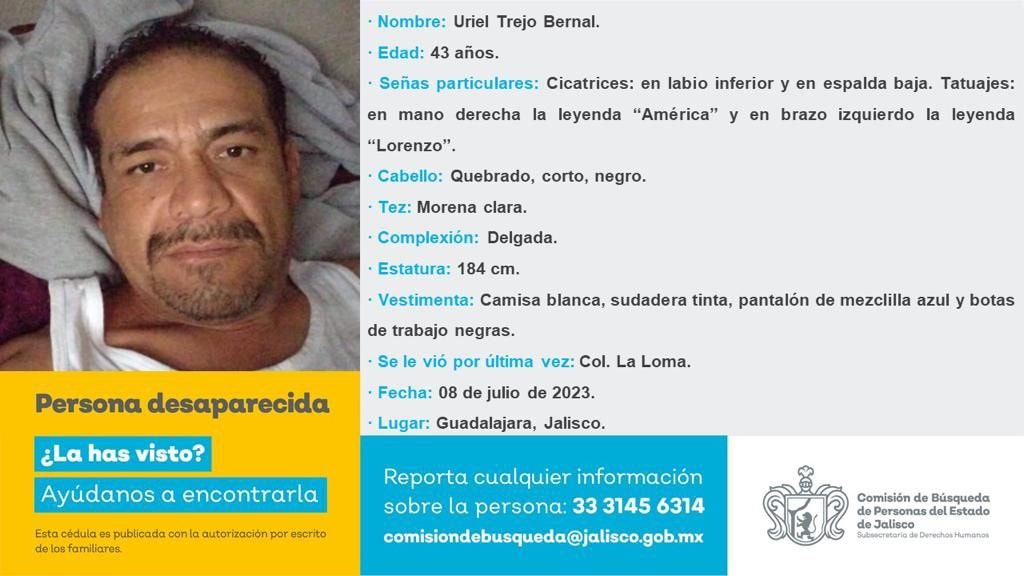 · Nombre: Uriel Trejo Bernal.
· Edad: 43 años.
· Señas particulares: Cicatrices: en labio inferior y en espalda baja. Tatuajes:
en mano derecha la leyenda “América” y en brazo izquierdo la leyenda
“Lorenzo”.
· Cabello: Quebrado, corto, negro.
· Tez: Morena clara.
· Complexión: Delgada.
· Estatura: 184 cm.
· Vestimenta: Camisa blanca, sudadera tinta, pantalón de mezclilla azul y botas
de trabajo negras.
· Se le vió por última vez: Col. La Loma.
· Fecha: 08 de julio de 2023.
· Lugar: Guadalajara, Jalisco.
Persona desaparecida
¿La has visto?
Ayúdanos a encontrarla
Esta cédula es publicada con la autorización por escrito
de los familiares.
Reporta cualquier información
sobre la persona: 33 3145 6314
comisiondebusqueda@jalisco.gob.mx
Comisión de Búsqueda
de Personas del Estado
de Jalisco
Subsecretaría de Derechos Humanos